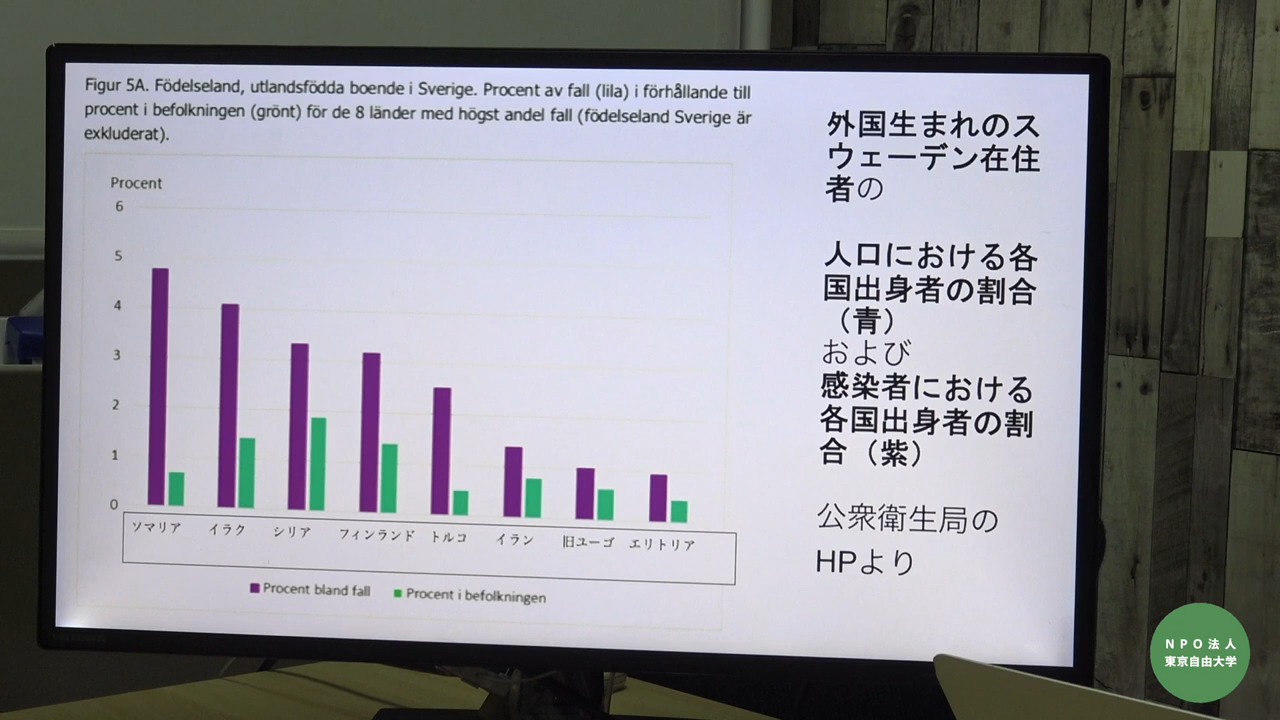 Figur 5A. Födelseland, utlandsfödda boende i Sverige. Procent av fall (lila) i förhållande till
procent i befolkningen (grönt) för de 8 länder med högst andel fall (födelseland Sverige är
exkluderat).
Procent
6
5
4
3
2
1
0
ソマリア イラク シリア フィンランド トルコ イラン 旧ユーゴ エリトリア
Procent bland fall Procent i befolkningen
外国生まれのス
ウェーデン在住
者の
人口における各
国出身者の割合
（青）
および
感染者における
各国出身者の割
合（紫）
公衆衛生局の
HPより
NPO法人
東京自由大学